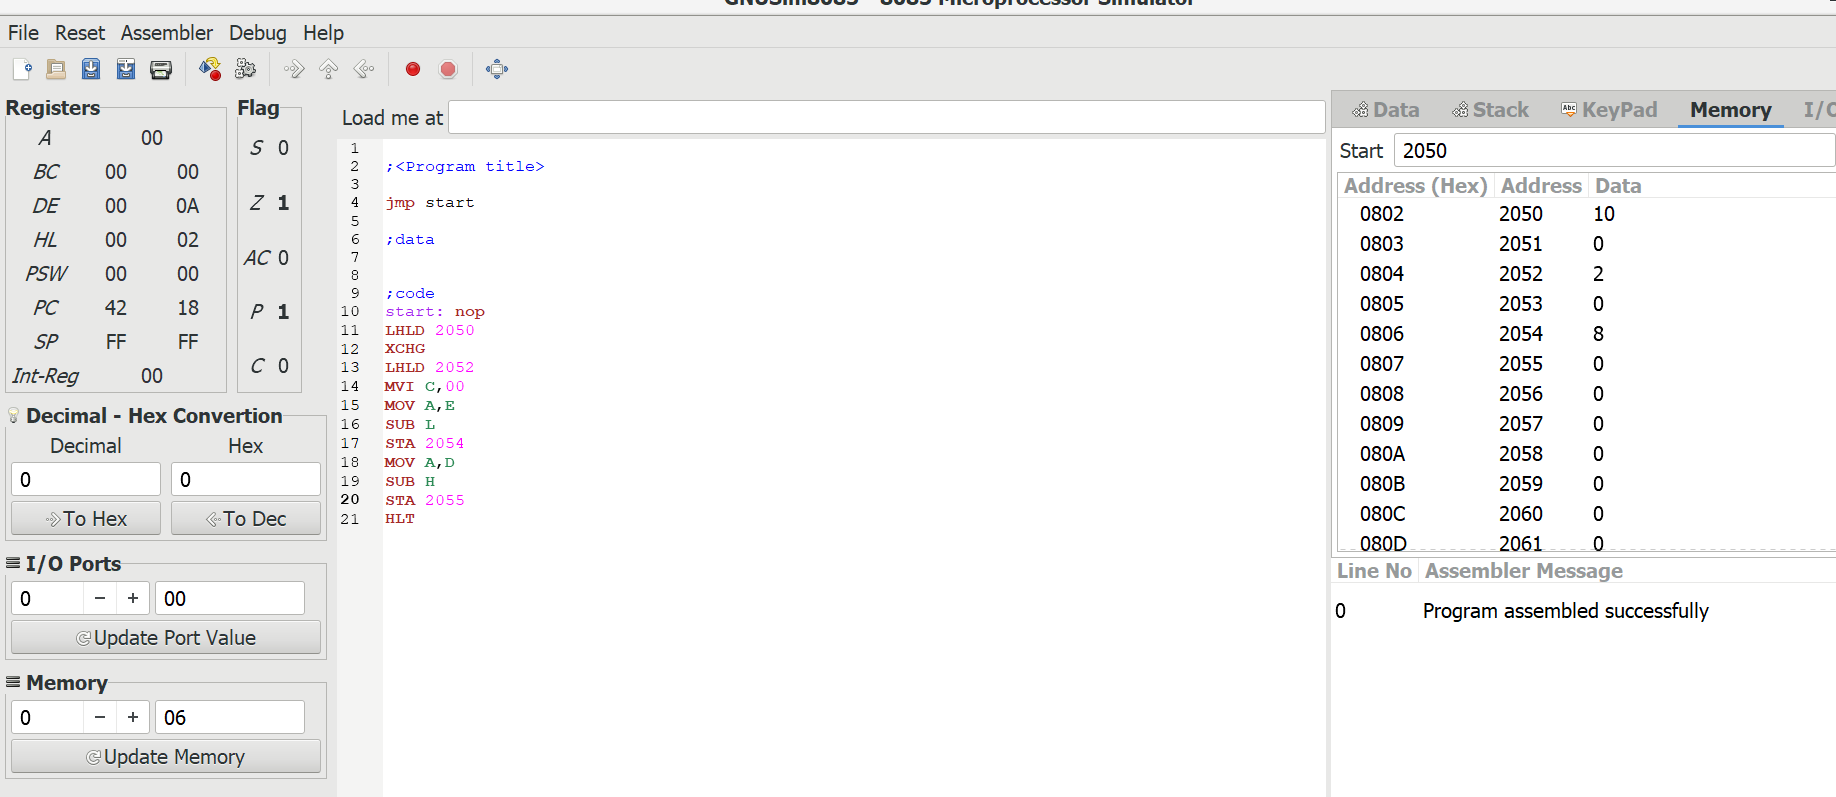 GNUSim8085 - 8085 Microprocessor Simulator
File Reset Assembler Debug Help
Registers
A 00
BC 00 00
DE 00 0A
HL 00 02
PSW 00 00
PC 42 18
SP FF FF
Int-Reg 00
Flag
S 0
Z 1
AC 0
P 1
C 0
Decimal - Hex Convertion
Decimal Hex
0 0
To Hex To Dec
I/O Ports
0 − + 00
Update Port Value
Memory
0 − + 06
Update Memory
Load me at
1
2 ;<Program title>
3
4 jmp start
5
6 ;data
7
8
9 ;code
10 start: nop
11 LHLD 2050
12 XCHG
13 LHLD 2052
14 MVI C,00
15 MOV A,E
16 SUB L
17 STA 2054
18 MOV A,D
19 SUB H
20 STA 2055
21 HLT
Data Stack Abc KeyPad Memory I/O
Start 2050
Address (Hex) Address Data
0802 2050 10
0803 2051 0
0804 2052 2
0805 2053 0
0806 2054 8
0807 2055 0
0808 2056 0
0809 2057 0
080A 2058 0
080B 2059 0
080C 2060 0
080D 2061 0
Line No Assembler Message
0 Program assembled successfully